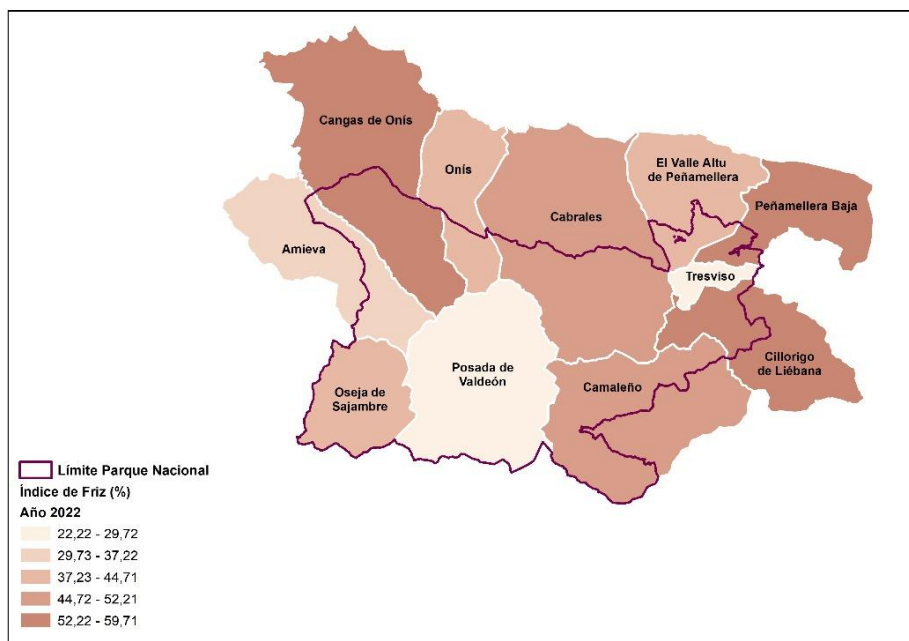 Cangas de Onís
Onís
El Valle Altu
de Peñamellera
Peñamellera Baja
Cabrales
Amieva
Tresviso
Posada de
Valdeón
Cillorigo
de Liébana
Camaleño
Oseja de
Sajambre
Límite Parque Nacional
Índice de Friz (%)
Año 2022
22,22 - 29,72
29,73 - 37,22
37,23 - 44,71
44,72 - 52,21
52,22 - 59,71